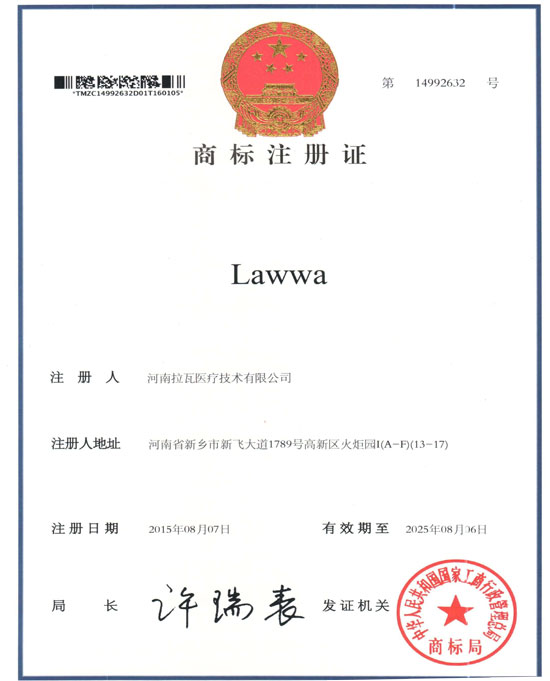 *TMZC14992632D01T160105*
第 14992632 号
商标注册证
Lawwa
注册人 河南拉瓦医疗技术有限公司
注册人地址 河南省新乡市新飞大道1789号高新区火炬园I(A-F)(13-17)
注册日期 2015年08月07日 有效期至 2025年08月06日
局长 许瑞表 发证机关
中华人民共和国国家工商行政管理总局
商标局